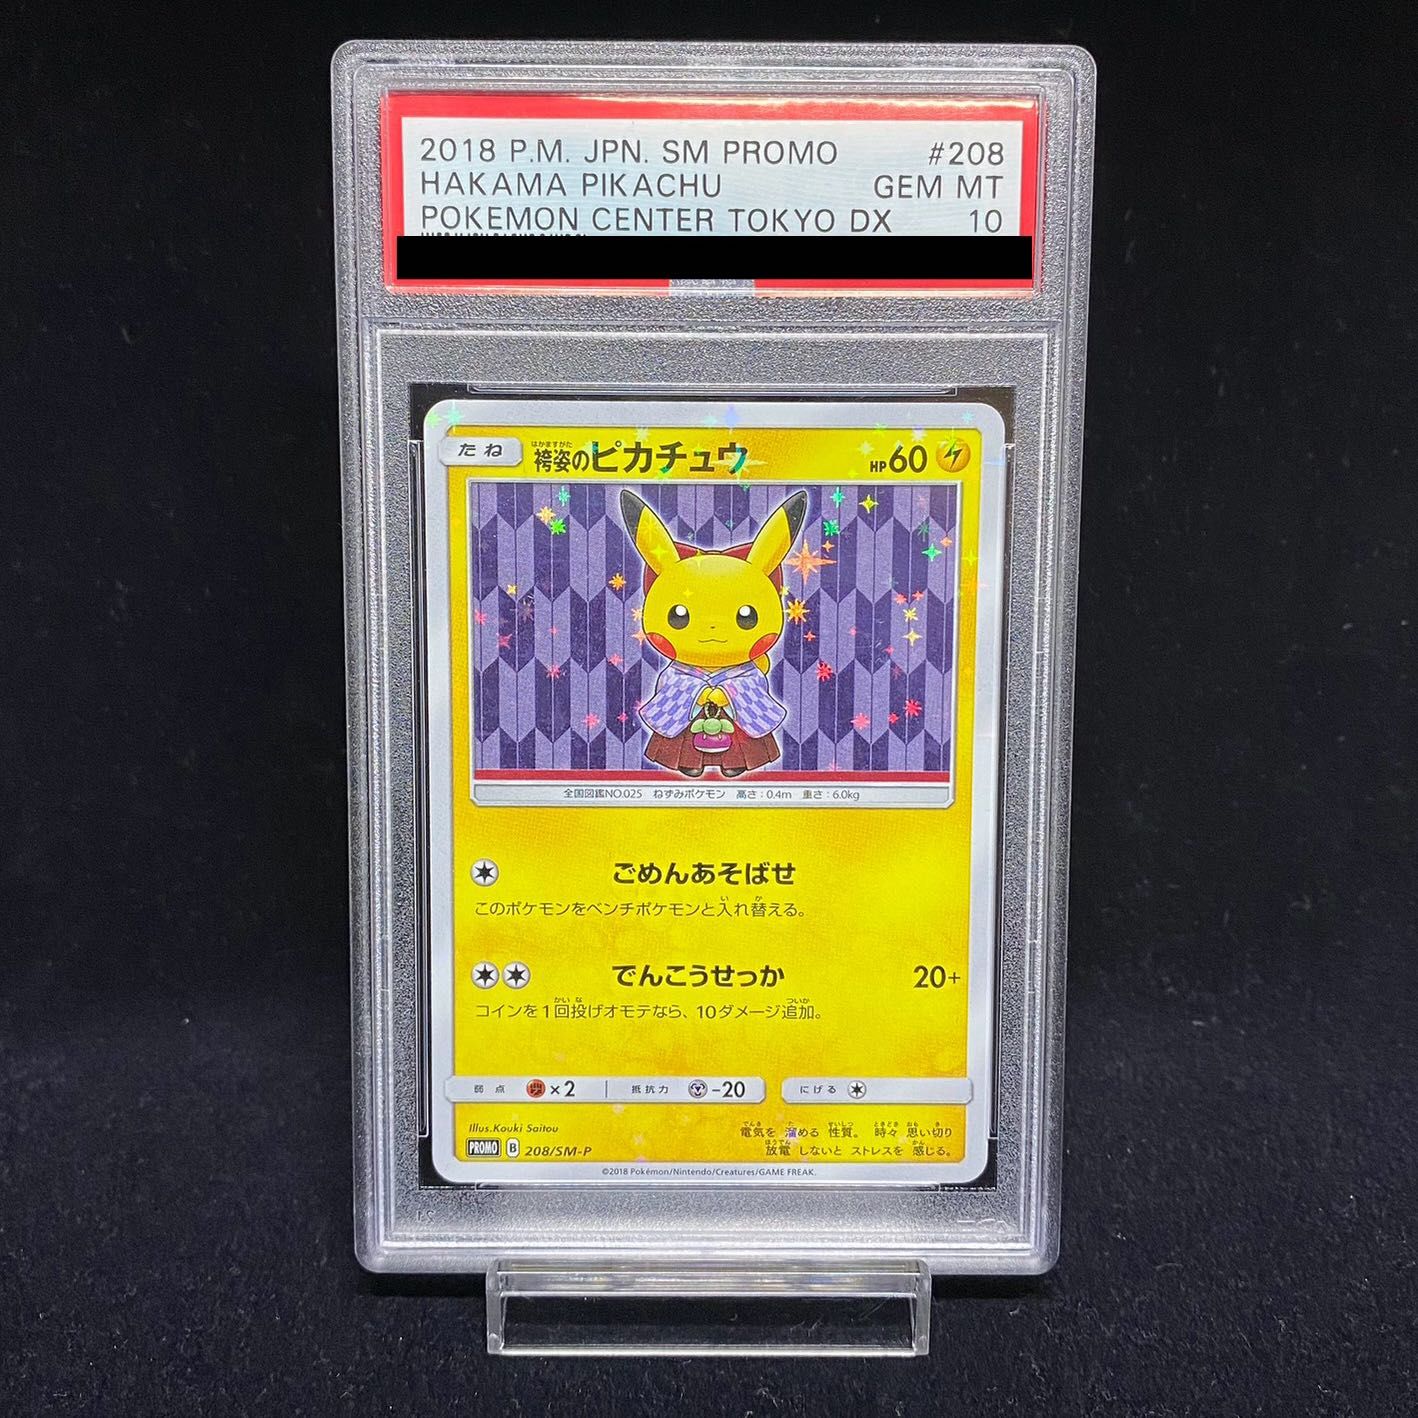 2018 P.M. JPN. SM PROMO #208
HAKAMA PIKACHU GEM MT
POKEMON CENTER TOKYO DX 10
たね 袴姿のピカチュウ HP60
はかますがた
全国図鑑NO.025 ねずみポケモン 高さ:0.4m 重さ:6.0kg
ごめんあそばせ
このポケモンをベンチポケモンと入れ替える。
でんこうせっか 20+
コインを1回投げオモテなら、10ダメージ追加。
弱点 ×2 抵抗力 -20 にげる
Illus.Kouki Saitou
電気を 溜める 性質。 時々 思い切り
放電 しないと ストレスを 感じる。
PROMO B 208/SM-P
©2018 Pokémon/Nintendo/Creatures/GAME FREAK.